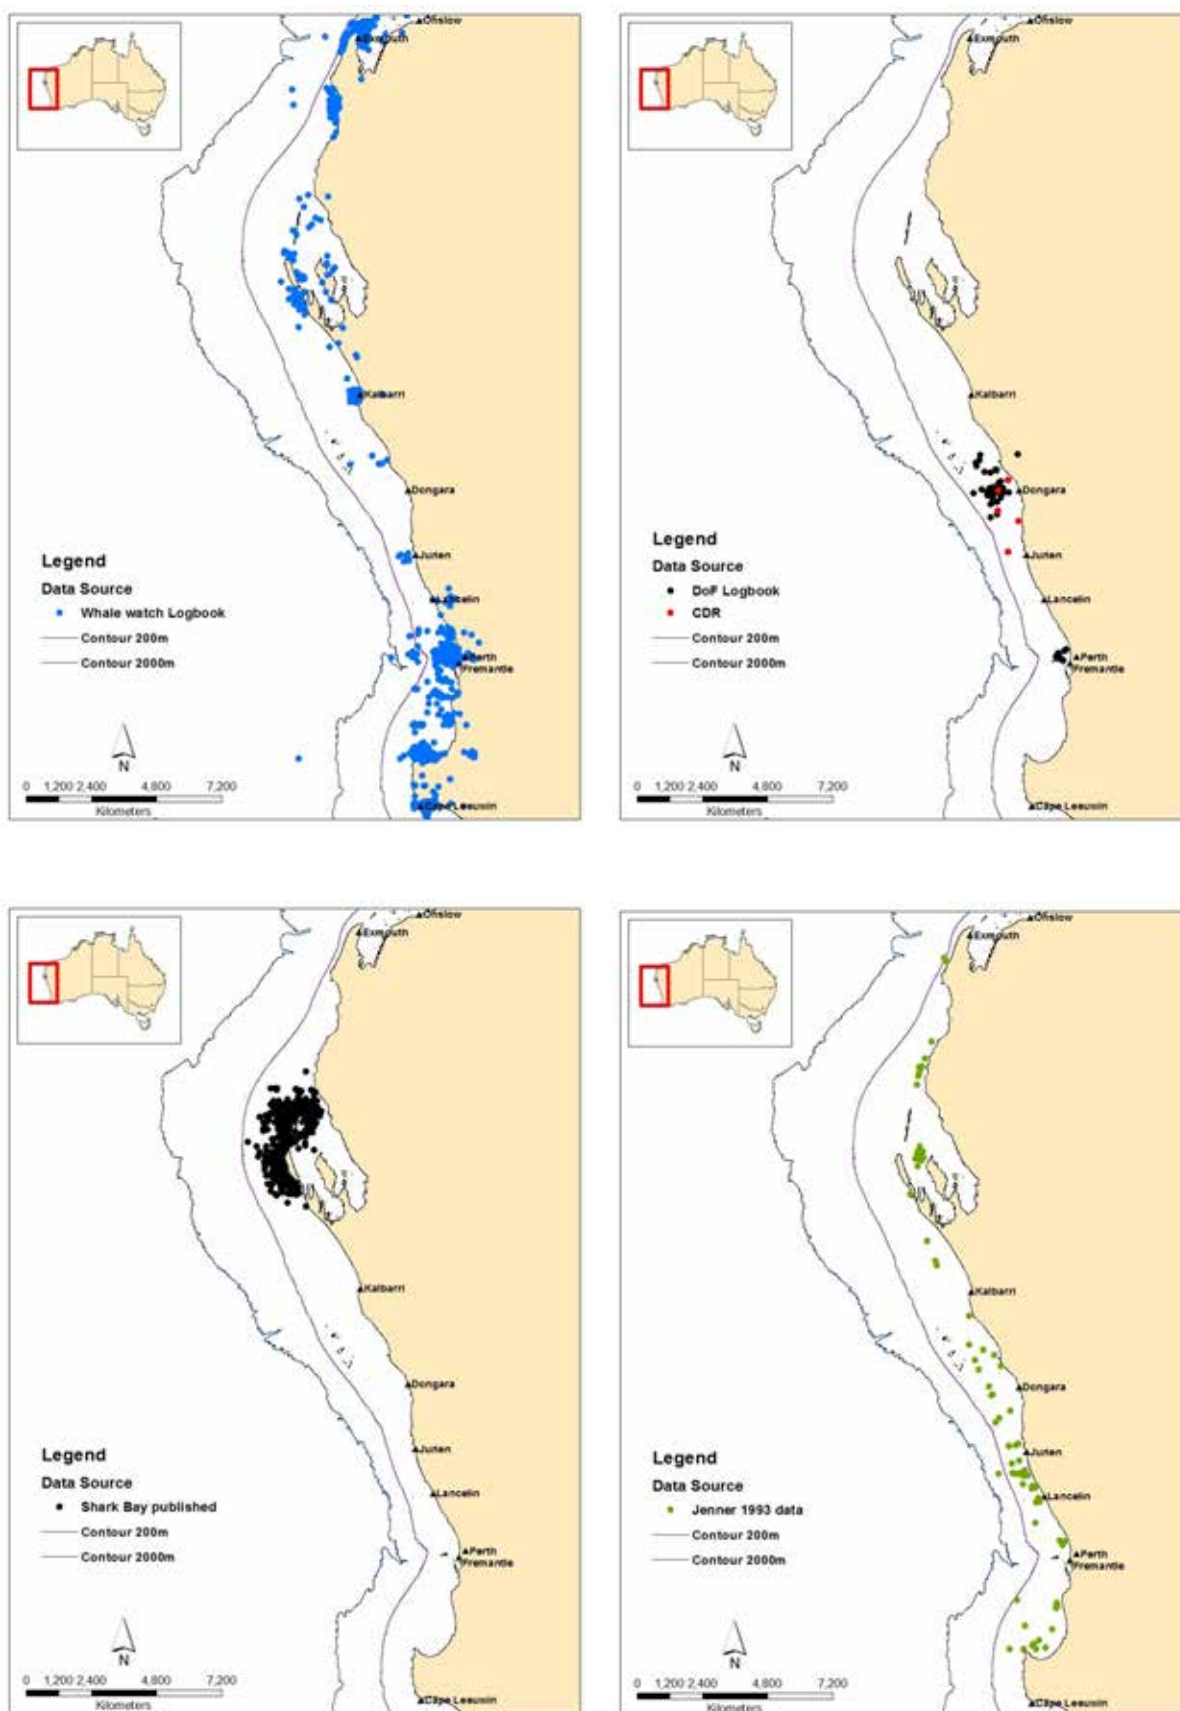 Onslow
Exmouth
Kalbarri
Dongara
Jurien
Lancelin
Perth
Fremantle
Cape Leeuwin
Legend
Data Source
Whale watch Logbook
Contour 200m
Contour 2000m
N
0 1,200 2,400 4,800 7,200
Kilometers
Onslow
Exmouth
Kalbarri
Dongara
Jurien
Lancelin
Perth
Fremantle
Cape Leeuwin
Legend
Data Source
DoF Logbook
CDR
Contour 200m
Contour 2000m
N
0 1,200 2,400 4,800 7,200
Kilometers
Onslow
Exmouth
Kalbarri
Dongara
Jurien
Lancelin
Perth
Fremantle
Cape Leeuwin
Legend
Data Source
Shark Bay published
Contour 200m
Contour 2000m
N
0 1,200 2,400 4,800 7,200
Kilometers
Onslow
Exmouth
Kalbarri
Dongara
Jurien
Lancelin
Perth
Fremantle
Cape Leeuwin
Legend
Data Source
Jenner 1993 data
Contour 200m
Contour 2000m
N
0 1,200 2,400 4,800 7,200
Kilometers